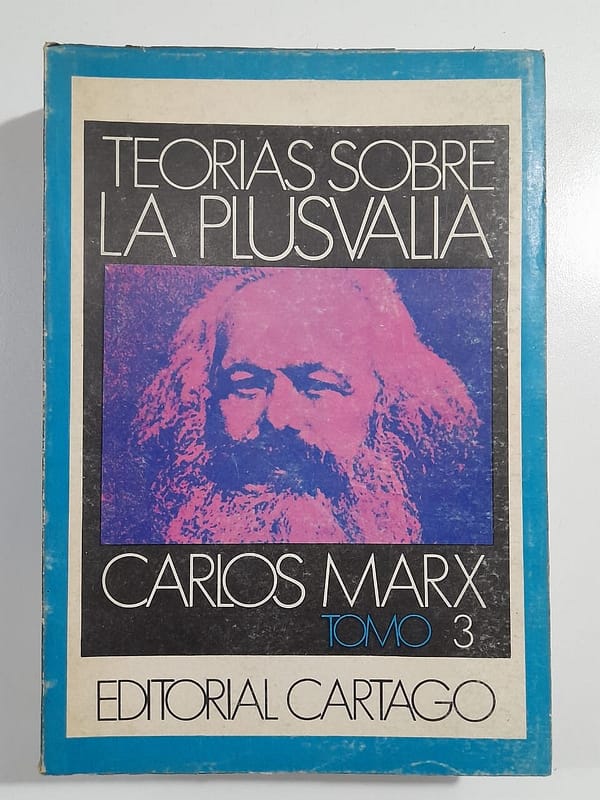 TEORIAS SOBRE
LA PLUSVALIA
CARLOS MARX
TOMO 3
EDITORIAL CARTAGO